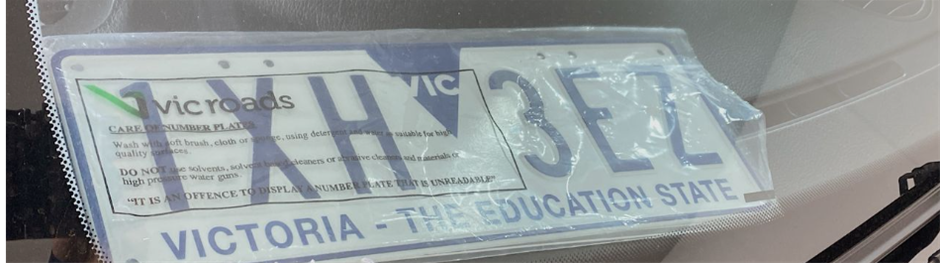 1XH VIC 3EZ
vicroads
CARE OF NUMBER PLATES
Wash with soft brush, cloth or sponge, using detergent and water as suitable for high
quality surfaces.
DO NOT use solvents, solvent based cleaners or abrasive cleaners and materials or
high pressure water guns.
"IT IS AN OFFENCE TO DISPLAY A NUMBER PLATE THAT IS UNREADABLE"
VICTORIA - THE EDUCATION STATE